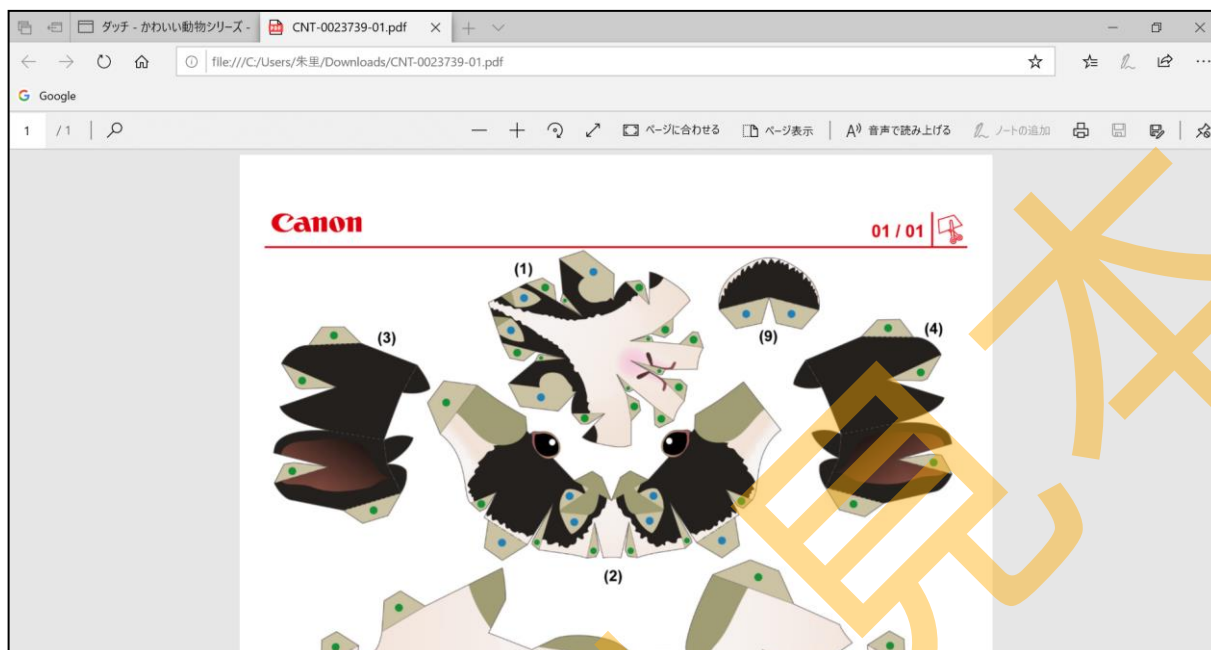 ダッチ - かわいい動物シリーズ -
CNT-0023739-01.pdf
file:///C:/Users/朱里/Downloads/CNT-0023739-01.pdf
Google
1 / 1
ページに合わせる
ページ表示
音声で読み上げる
ノートの追加
Canon
01 / 01
(1)
(9)
(3)
(4)
(2)
見本